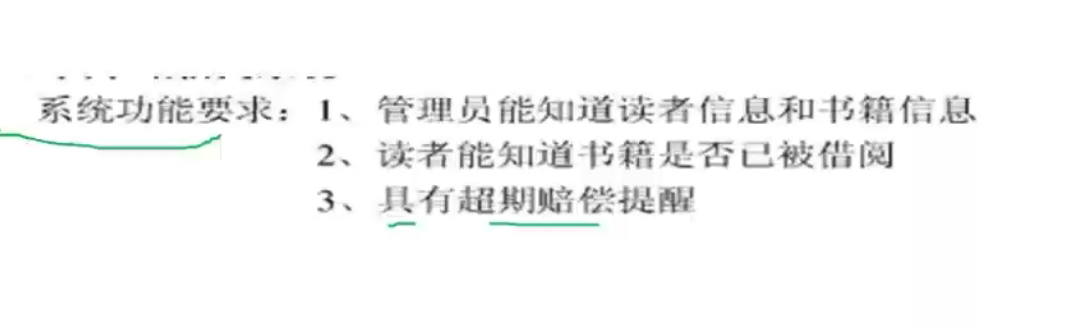 系统功能要求：1、管理员能知道读者信息和书籍信息
2、读者能知道书籍是否已被借阅
3、具有超期赔偿提醒